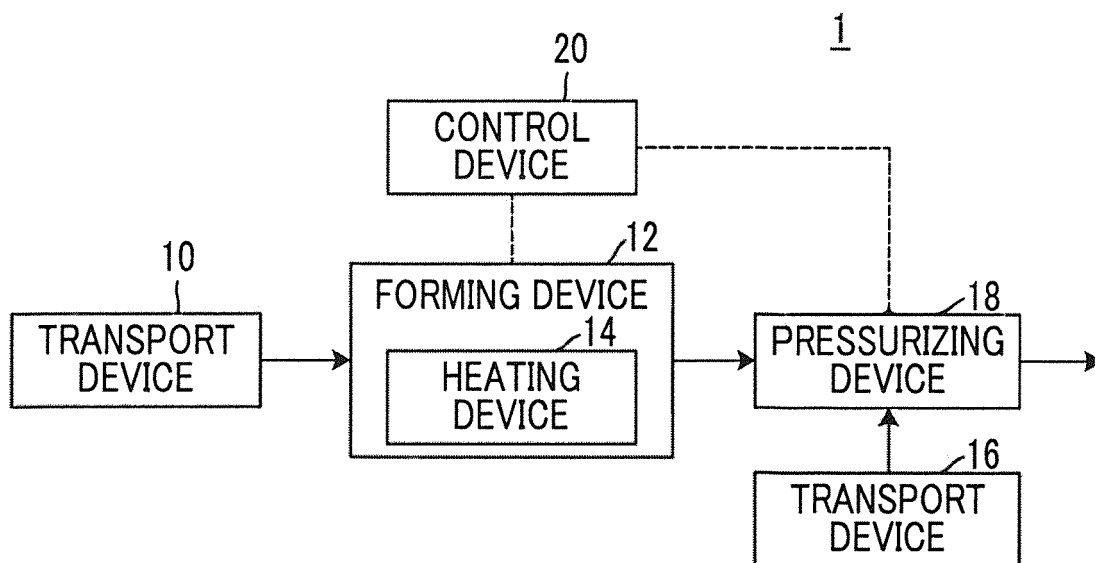 1
20
CONTROL
DEVICE
12
10
FORMING DEVICE
18
TRANSPORT
DEVICE
14
HEATING
DEVICE
PRESSURIZING
DEVICE
16
TRANSPORT
DEVICE